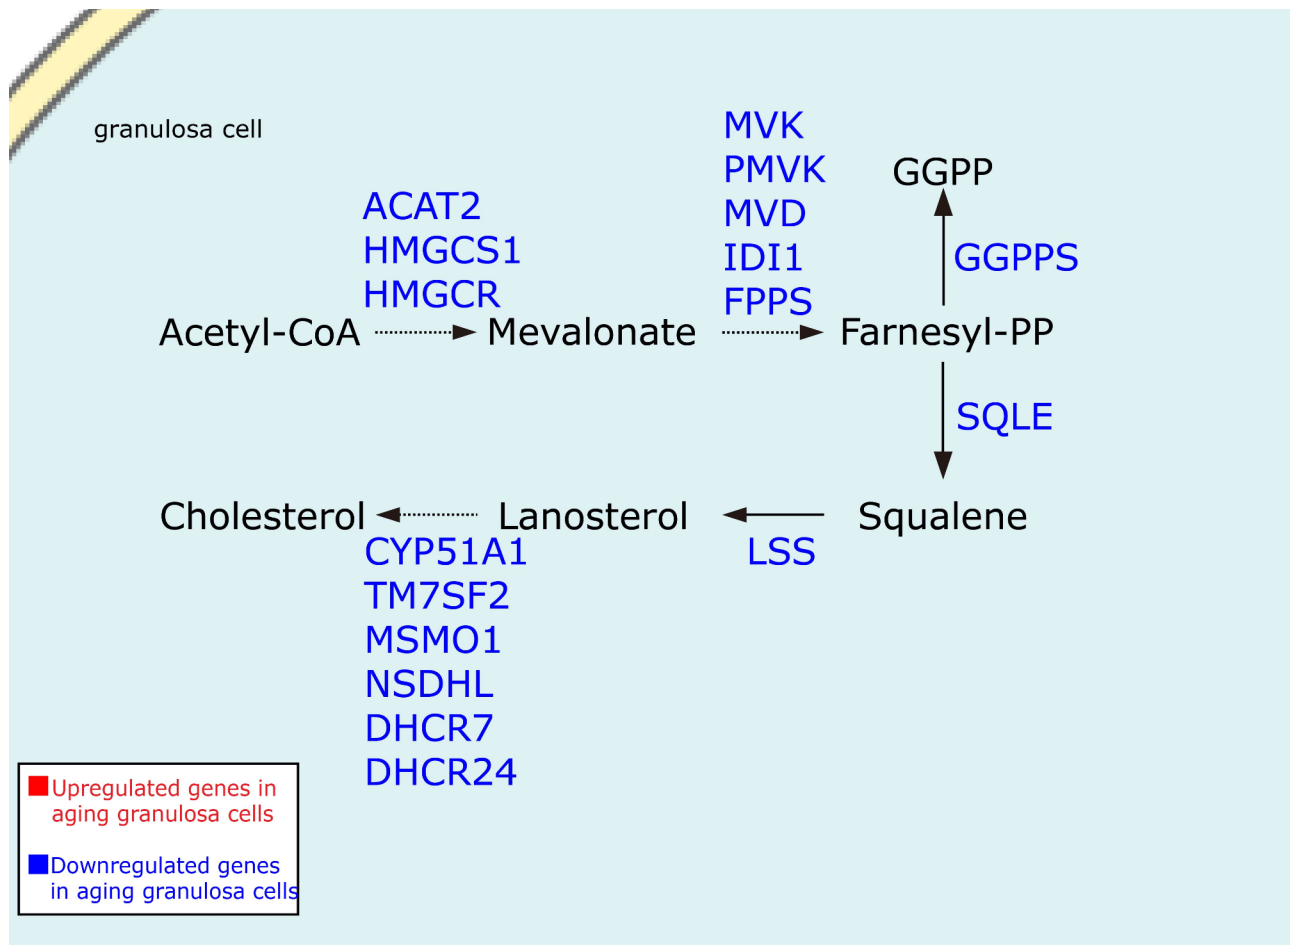 granulosa cell
MVK
PMVK
MVD
IDI1
FPPS
GGPP
GGPPS
ACAT2
HMGCS1
HMGCR
Acetyl-CoA
Mevalonate
Farnesyl-PP
SQLE
Cholesterol
Lanosterol
Squalene
LSS
CYP51A1
TM7SF2
MSMO1
NSDHL
DHCR7
DHCR24
Upregulated genes in
aging granulosa cells
Downregulated genes
in aging granulosa cells